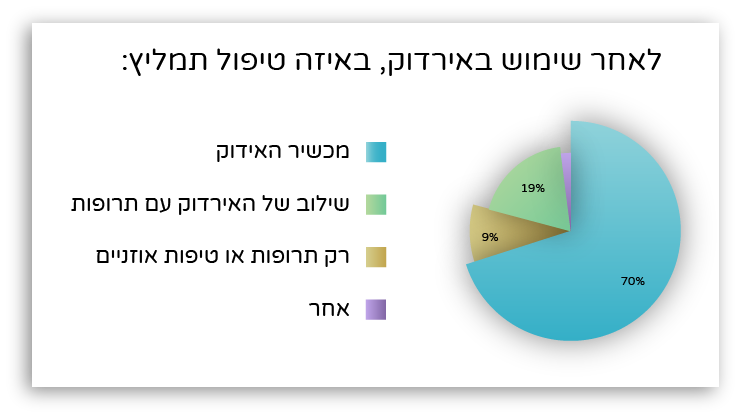 לאחר שימוש באירדוק, באיזה טיפול תמליץ:
מכשיר האידוק
שילוב של האירדוק עם תרופות
רק תרופות או טיפות אוזניים
אחר
19%
9%
70%